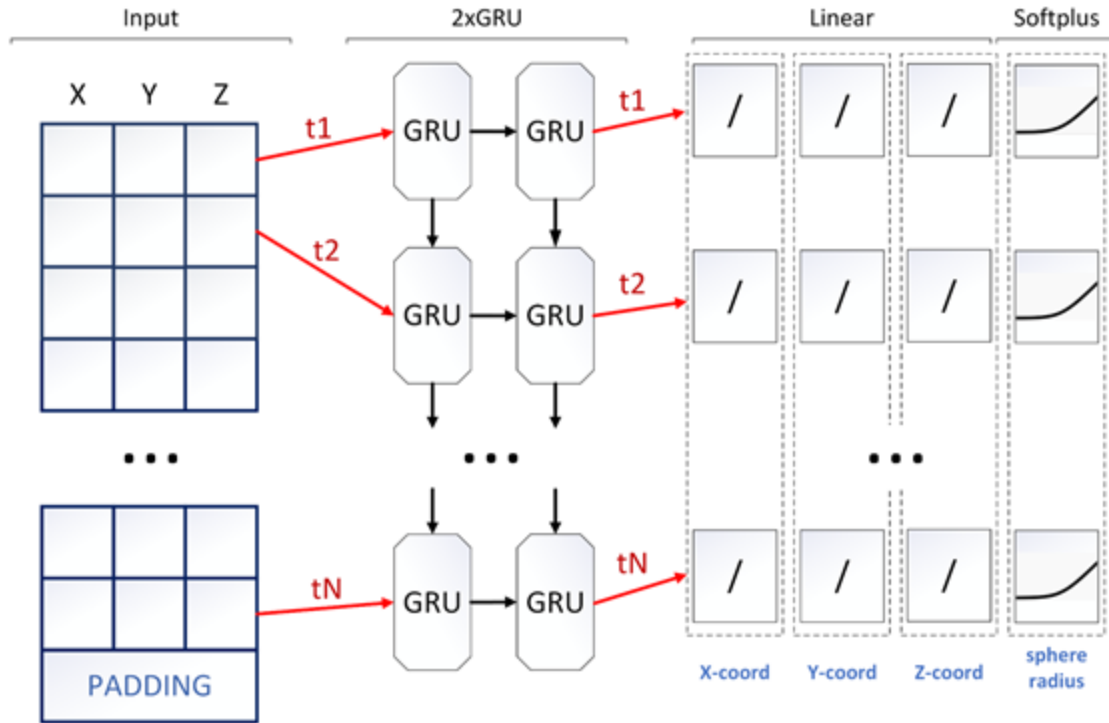 Input
2xGRU
Linear
Softplus
X Y Z
t1
GRU
GRU
t1
t2
GRU
GRU
t2
tN
GRU
GRU
tN
PADDING
X-coord
Y-coord
Z-coord
sphere
radius